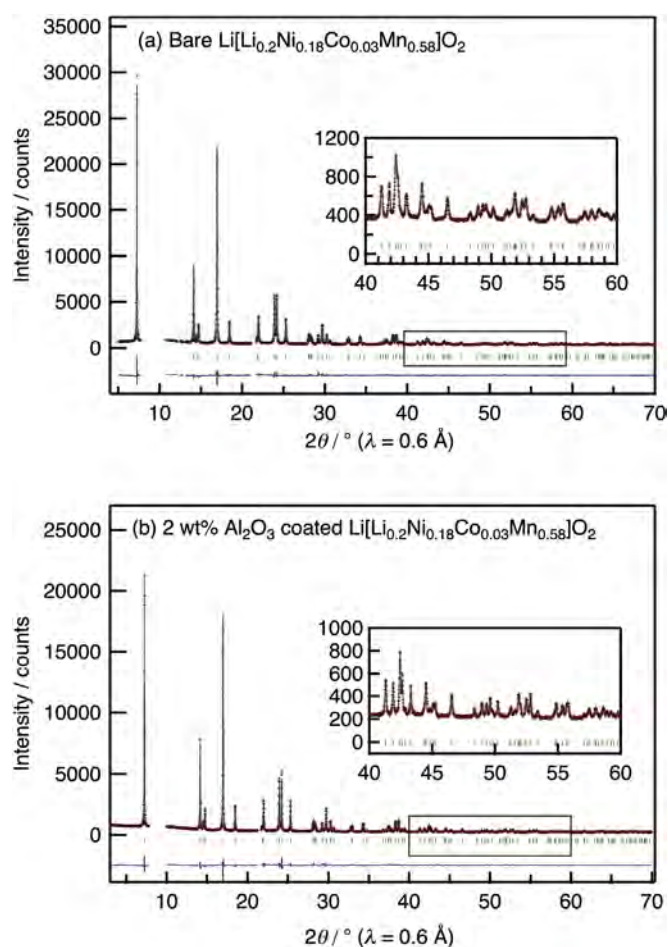 35000
(a) Bare Li[Li0.2Ni0.18Co0.03Mn0.58]O2
30000
25000
20000
15000
10000
5000
0
Intensity / counts
1200
800
400
0
40 45 50 55 60
10 20 30 40 50 60 70
2θ / ° (λ = 0.6 Å)
25000
(b) 2 wt% Al2O3 coated Li[Li0.2Ni0.18Co0.03Mn0.58]O2
20000
15000
10000
5000
0
Intensity / counts
1000
800
600
400
200
0
40 45 50 55 60
10 20 30 40 50 60 70
2θ / ° (λ = 0.6 Å)